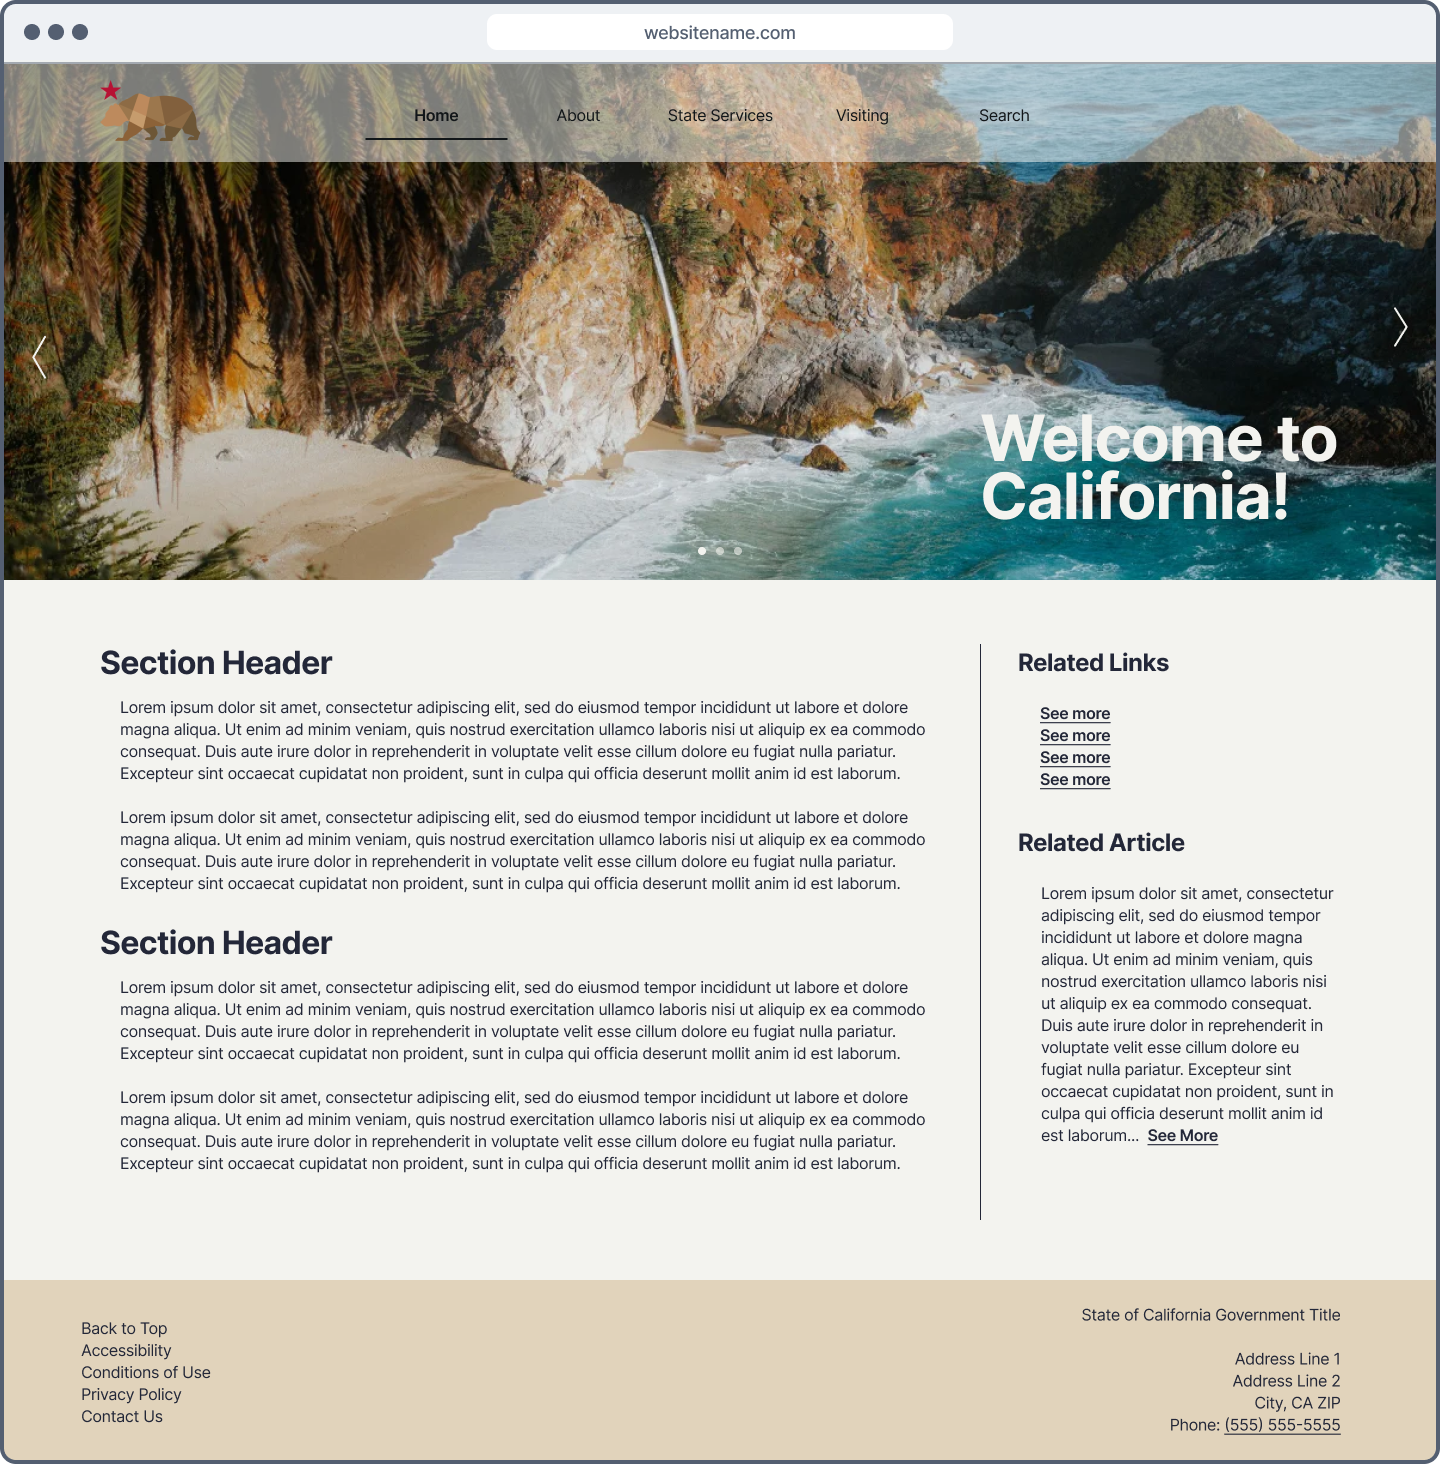 websitename.com
Home About State Services Visiting Search
Welcome to
California!
Section Header
Lorem ipsum dolor sit amet, consectetur adipiscing elit, sed do eiusmod tempor incididunt ut labore et dolore
magna aliqua. Ut enim ad minim veniam, quis nostrud exercitation ullamco laboris nisi ut aliquip ex ea commodo
consequat. Duis aute irure dolor in reprehenderit in voluptate velit esse cillum dolore eu fugiat nulla pariatur.
Excepteur sint occaecat cupidatat non proident, sunt in culpa qui officia deserunt mollit anim id est laborum.
Lorem ipsum dolor sit amet, consectetur adipiscing elit, sed do eiusmod tempor incididunt ut labore et dolore
magna aliqua. Ut enim ad minim veniam, quis nostrud exercitation ullamco laboris nisi ut aliquip ex ea commodo
consequat. Duis aute irure dolor in reprehenderit in voluptate velit esse cillum dolore eu fugiat nulla pariatur.
Excepteur sint occaecat cupidatat non proident, sunt in culpa qui officia deserunt mollit anim id est laborum.
Section Header
Lorem ipsum dolor sit amet, consectetur adipiscing elit, sed do eiusmod tempor incididunt ut labore et dolore
magna aliqua. Ut enim ad minim veniam, quis nostrud exercitation ullamco laboris nisi ut aliquip ex ea commodo
consequat. Duis aute irure dolor in reprehenderit in voluptate velit esse cillum dolore eu fugiat nulla pariatur.
Excepteur sint occaecat cupidatat non proident, sunt in culpa qui officia deserunt mollit anim id est laborum.
Lorem ipsum dolor sit amet, consectetur adipiscing elit, sed do eiusmod tempor incididunt ut labore et dolore
magna aliqua. Ut enim ad minim veniam, quis nostrud exercitation ullamco laboris nisi ut aliquip ex ea commodo
consequat. Duis aute irure dolor in reprehenderit in voluptate velit esse cillum dolore eu fugiat nulla pariatur.
Excepteur sint occaecat cupidatat non proident, sunt in culpa qui officia deserunt mollit anim id est laborum.
Related Links
See more
See more
See more
See more
Related Article
Lorem ipsum dolor sit amet, consectetur
adipiscing elit, sed do eiusmod tempor
incididunt ut labore et dolore magna
aliqua. Ut enim ad minim veniam, quis
nostrud exercitation ullamco laboris nisi
ut aliquip ex ea commodo consequat.
Duis aute irure dolor in reprehenderit in
voluptate velit esse cillum dolore eu
fugiat nulla pariatur. Excepteur sint
occaecat cupidatat non proident, sunt in
culpa qui officia deserunt mollit anim id
est laborum... See More
Back to Top
Accessibility
Conditions of Use
Privacy Policy
Contact Us
State of California Government Title
Address Line 1
Address Line 2
City, CA ZIP
Phone: (555) 555-5555